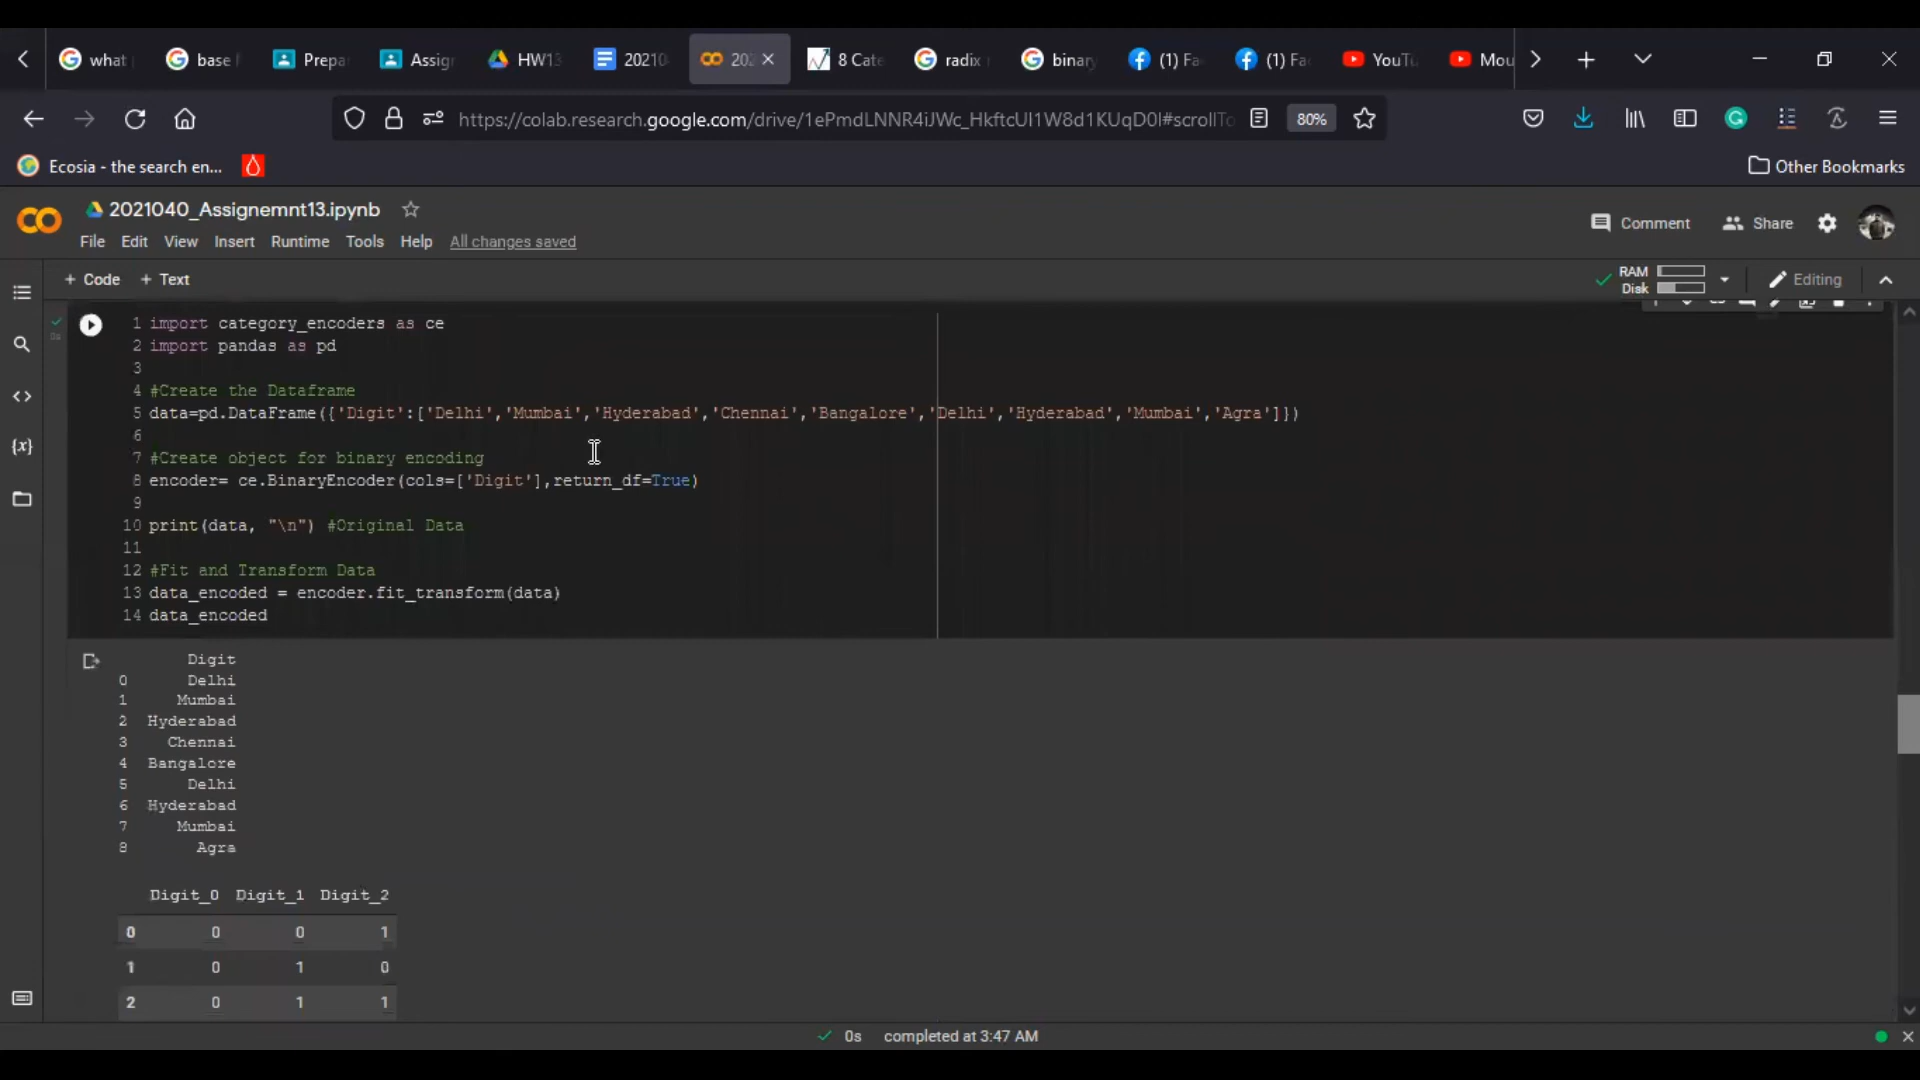 what
base
Prepa
Assig
HW13
20210
202
8 Cate
radix
binary
(1) Fa
(1) Fa
YouTu
Mou
https://colab.research.google.com/drive/1ePmdLNNR4iJWc_HkftcUI1W8d1KUqD0I#scrollTo
80%
Ecosia - the search en...
Other Bookmarks
2021040_Assignemnt13.ipynb
Comment
Share
File Edit View Insert Runtime Tools Help All changes saved
+ Code + Text
RAM
Disk
Editing
1 import category_encoders as ce
2 import pandas as pd
3
4 #Create the Dataframe
5 data=pd.DataFrame({'Digit':['Delhi','Mumbai','Hyderabad','Chennai','Bangalore','Delhi','Hyderabad','Mumbai','Agra']})
6
7 #Create object for binary encoding
8 encoder= ce.BinaryEncoder(cols=['Digit'],return_df=True)
9
10 print(data, "\n") #Original Data
11
12 #Fit and Transform Data
13 data_encoded = encoder.fit_transform(data)
14 data_encoded
Digit
0 Delhi
1 Mumbai
2 Hyderabad
3 Chennai
4 Bangalore
5 Delhi
6 Hyderabad
7 Mumbai
8 Agra
Digit_0 Digit_1 Digit_2
0 0 0 1
1 0 1 0
2 0 1 1
0s completed at 3:47 AM